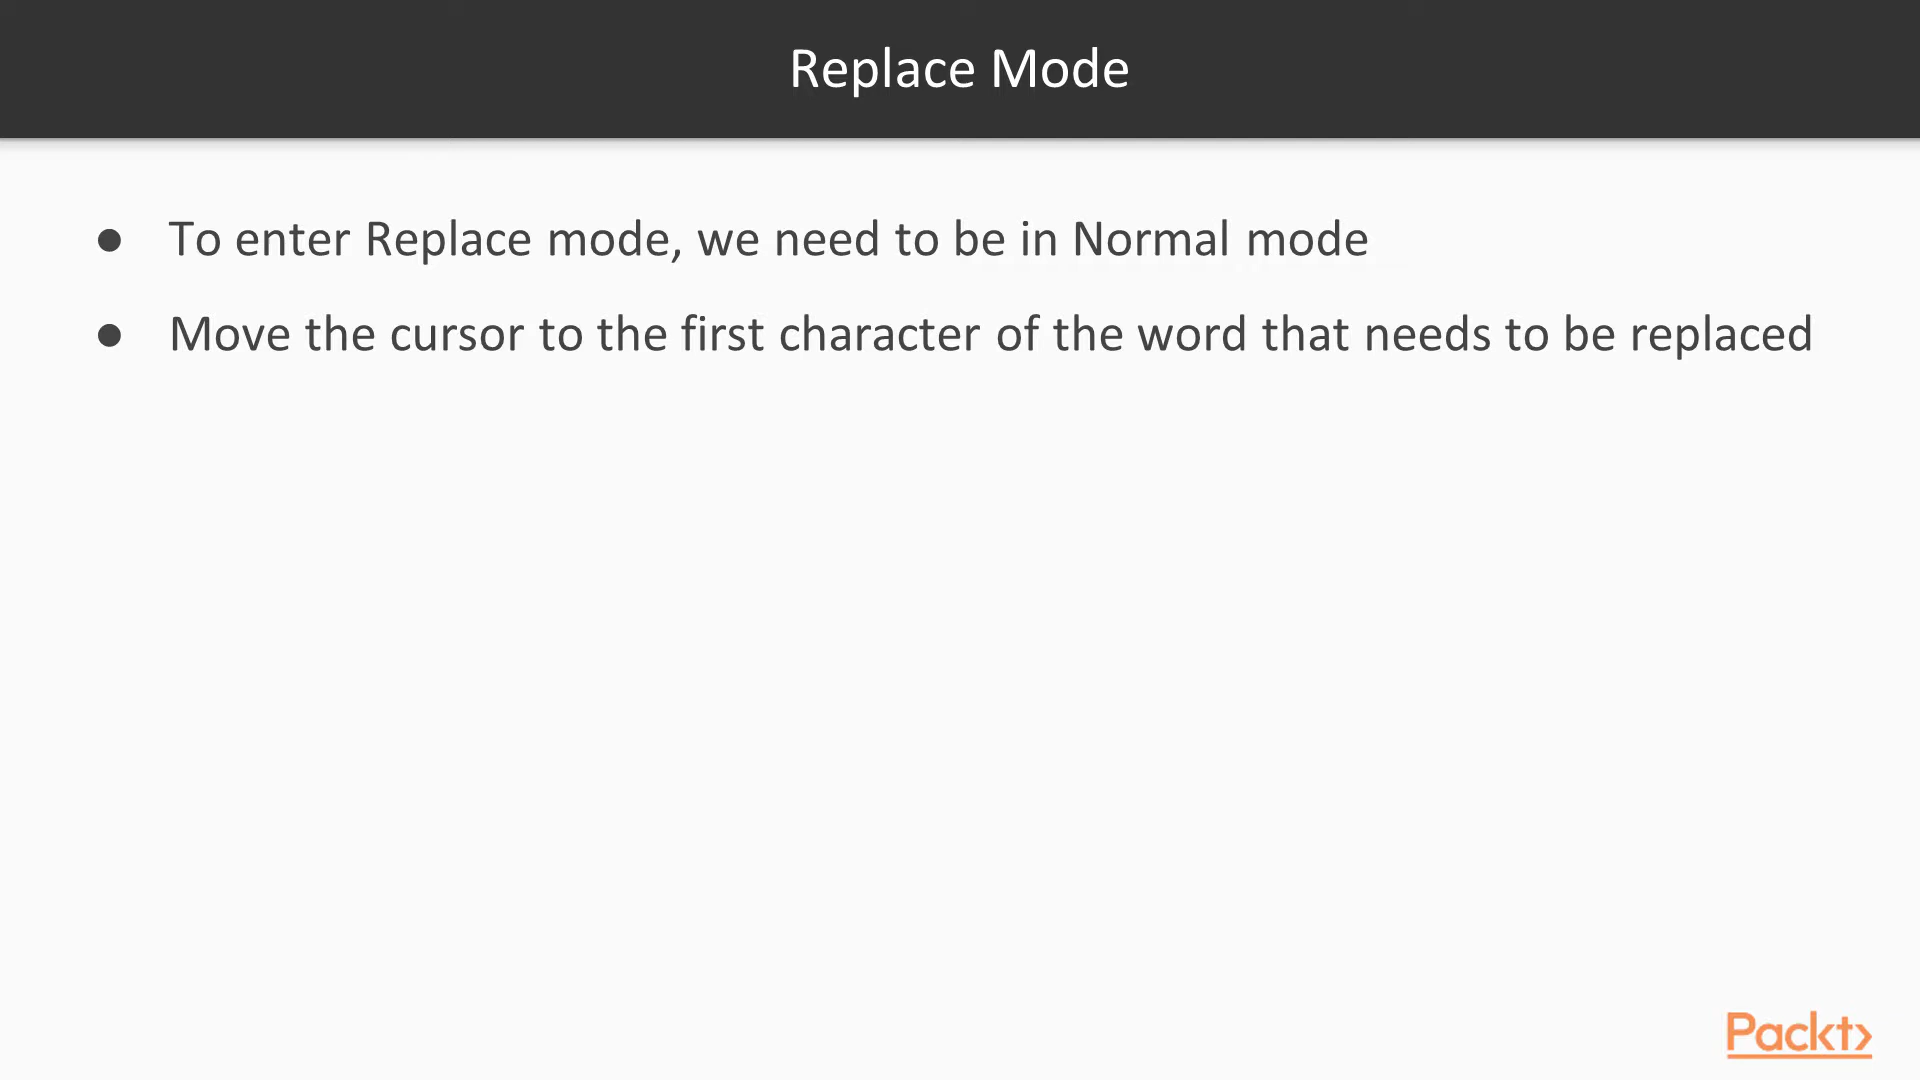 Replace Mode
● To enter Replace mode, we need to be in Normal mode
● Move the cursor to the first character of the word that needs to be replaced
Packt>